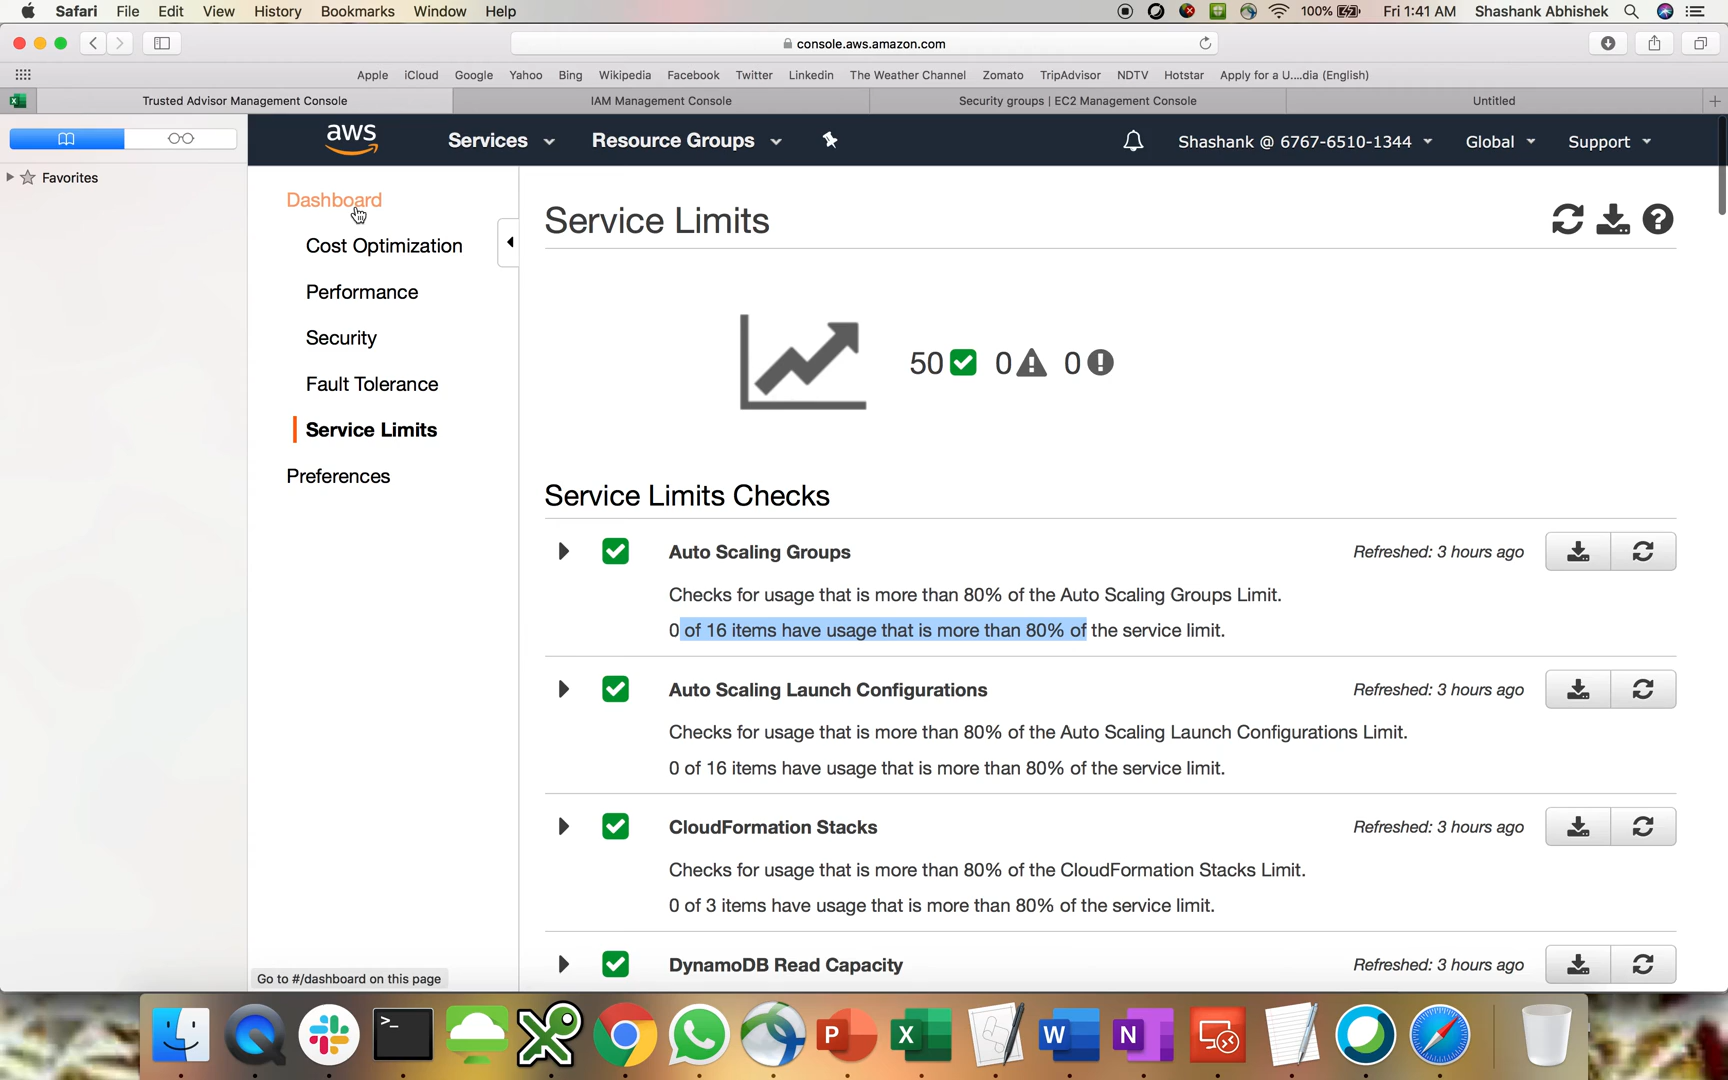 Safari File Edit View History Bookmarks Window Help 100% Fri 1:41 AM Shashank Abhishek
console.aws.amazon.com
Apple iCloud Google Yahoo Bing Wikipedia Facebook Twitter Linkedin The Weather Channel Zomato TripAdvisor NDTV Hotstar Apply for a U....dia (English)
Trusted Advisor Management Console IAM Management Console Security groups | EC2 Management Console Untitled
aws Services Resource Groups Shashank @ 6767-6510-1344 Global Support
Favorites
Dashboard
Cost Optimization
Performance
Security
Fault Tolerance
Service Limits
Preferences
Service Limits
50 0 0
Service Limits Checks
Auto Scaling Groups Refreshed: 3 hours ago
Checks for usage that is more than 80% of the Auto Scaling Groups Limit.
0 of 16 items have usage that is more than 80% of the service limit.
Auto Scaling Launch Configurations Refreshed: 3 hours ago
Checks for usage that is more than 80% of the Auto Scaling Launch Configurations Limit.
0 of 16 items have usage that is more than 80% of the service limit.
CloudFormation Stacks Refreshed: 3 hours ago
Checks for usage that is more than 80% of the CloudFormation Stacks Limit.
0 of 3 items have usage that is more than 80% of the service limit.
DynamoDB Read Capacity Refreshed: 3 hours ago
Go to #/dashboard on this page
>_ X P X W N